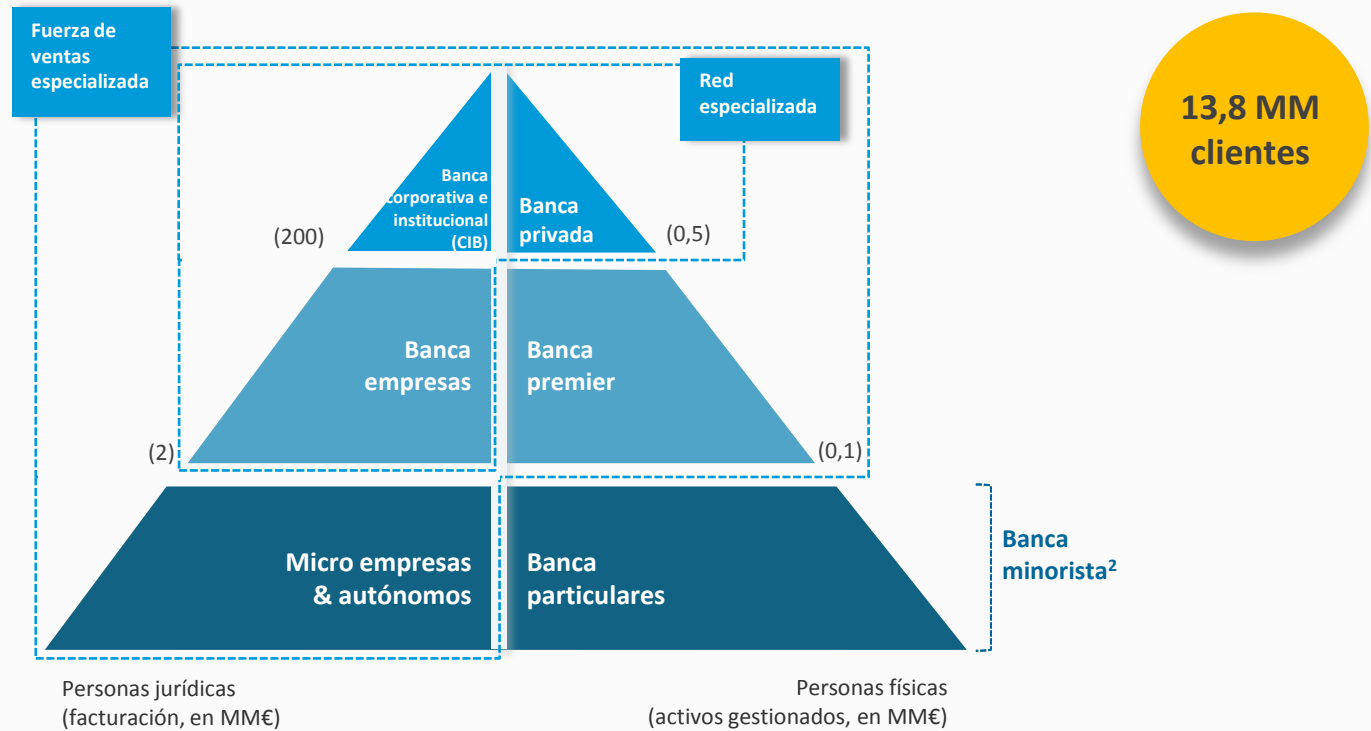 Fuerza de
ventas
especializada
Red
especializada
13,8 MM
clientes
Banca
corporativa e
institucional
(CIB)
Banca
privada
(200)
(0,5)
Banca
empresas
Banca
premier
(2)
(0,1)
Micro empresas
& autónomos
Banca
particulares
Banca
minorista²
Personas jurídicas
(facturación, en MM€)
Personas físicas
(activos gestionados, en MM€)